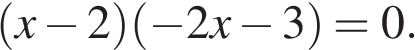 (x − 2)(−2x − 3) = 0.